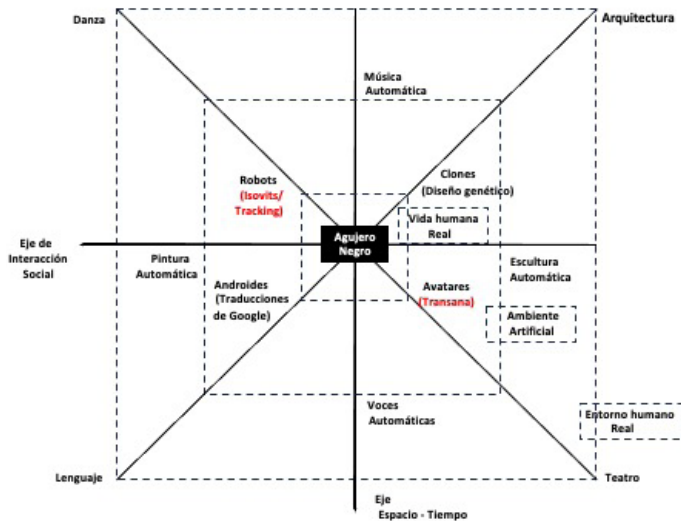 Danza
Arquitectura
Música
Automática
Robots
(Isovits/
Tracking)
Clones
(Diseño genético)
Vida humana
Real
Agujero
Negro
Eje de
Interacción
Social
Pintura
Automática
Androides
(Traducciones
de Google)
Avatares
(Transana)
Escultura
Automática
Ambiente
Artificial
Voces
Automáticas
Entorno humano
Real
Lenguaje
Teatro
Eje
Espacio - Tiempo